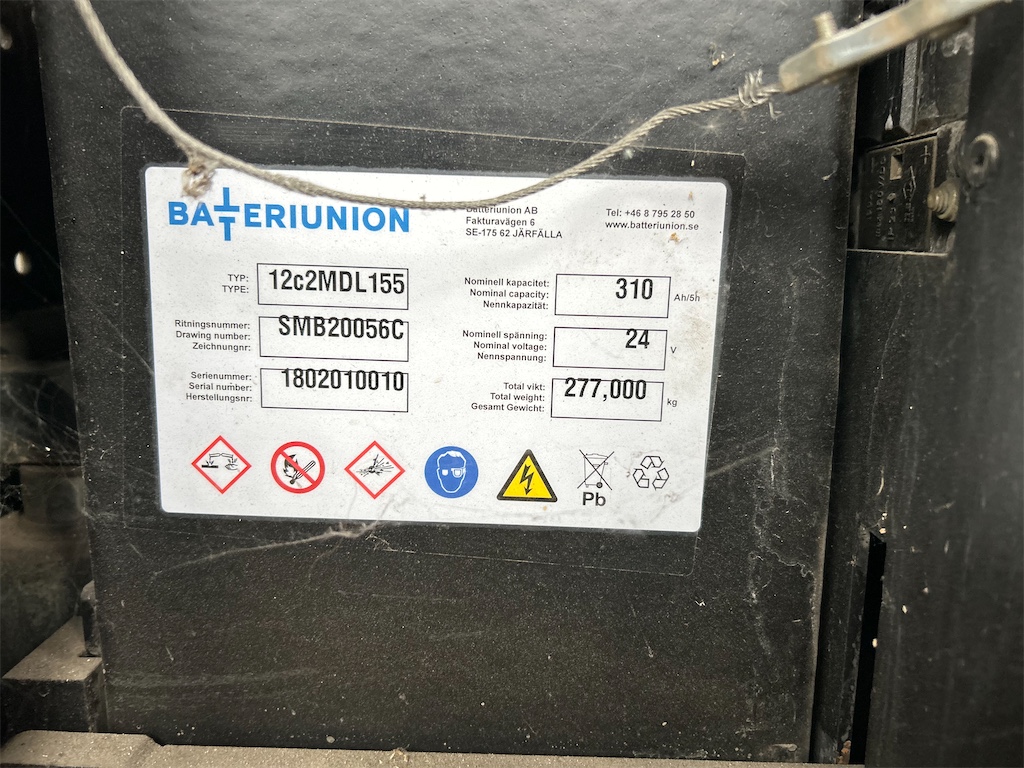 BATTERIUNION
Batteriunion AB
Fakturavägen 6
SE-175 62 JÄRFÄLLA
Tel: +46 8 795 28 50
www.batteriunion.se
TYP:
TYPE:
12c2MDL155
Ritningsnummer:
Drawing number:
Zeichnungnr:
SMB20056C
Serienummer:
Serial number:
Herstellungsnr:
1802010010
Nominell kapacitet:
Nominal capacity:
Nennkapazität:
310
Ah/5h
Nominell spänning:
Nominal voltage:
Nennspannung:
24
V
Total vikt:
Total weight:
Gesamt Gewicht:
277,000
kg
Pb